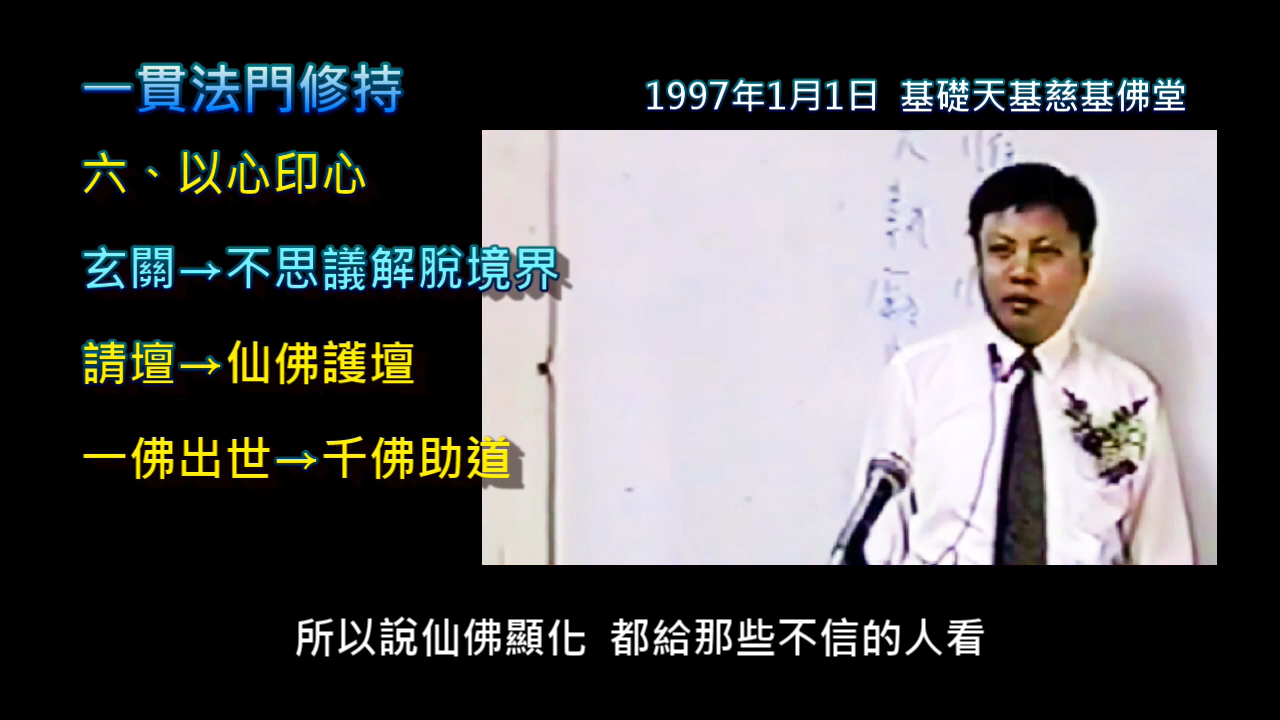 一貫法門修持
1997年1月1日 基礎天基慈基佛堂
六、以心印心
玄關→不思議解脫境界
請壇→仙佛護壇
一佛出世→千佛助道
所以說仙佛顯化 都給那些不信的人看